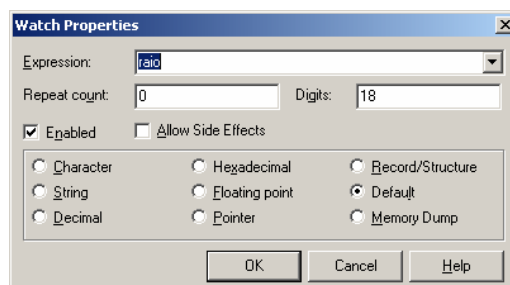 Watch Properties
Expression: raio
Repeat count: 0 Digits: 18
Enabled Allow Side Effects
Character Hexadecimal Record/Structure
String Floating point Default
Decimal Pointer Memory Dump
OK Cancel Help